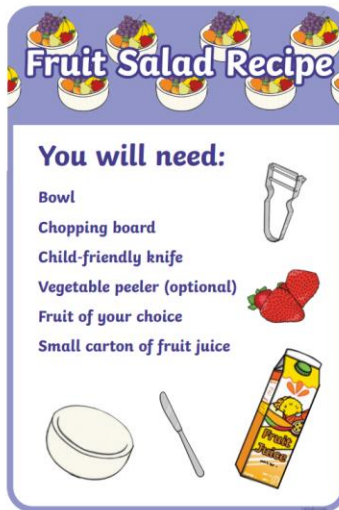 Fruit Salad Recipe
You will need:
Bowl
Chopping board
Child-friendly knife
Vegetable peeler (optional)
Fruit of your choice
Small carton of fruit juice
Fruit
Juice